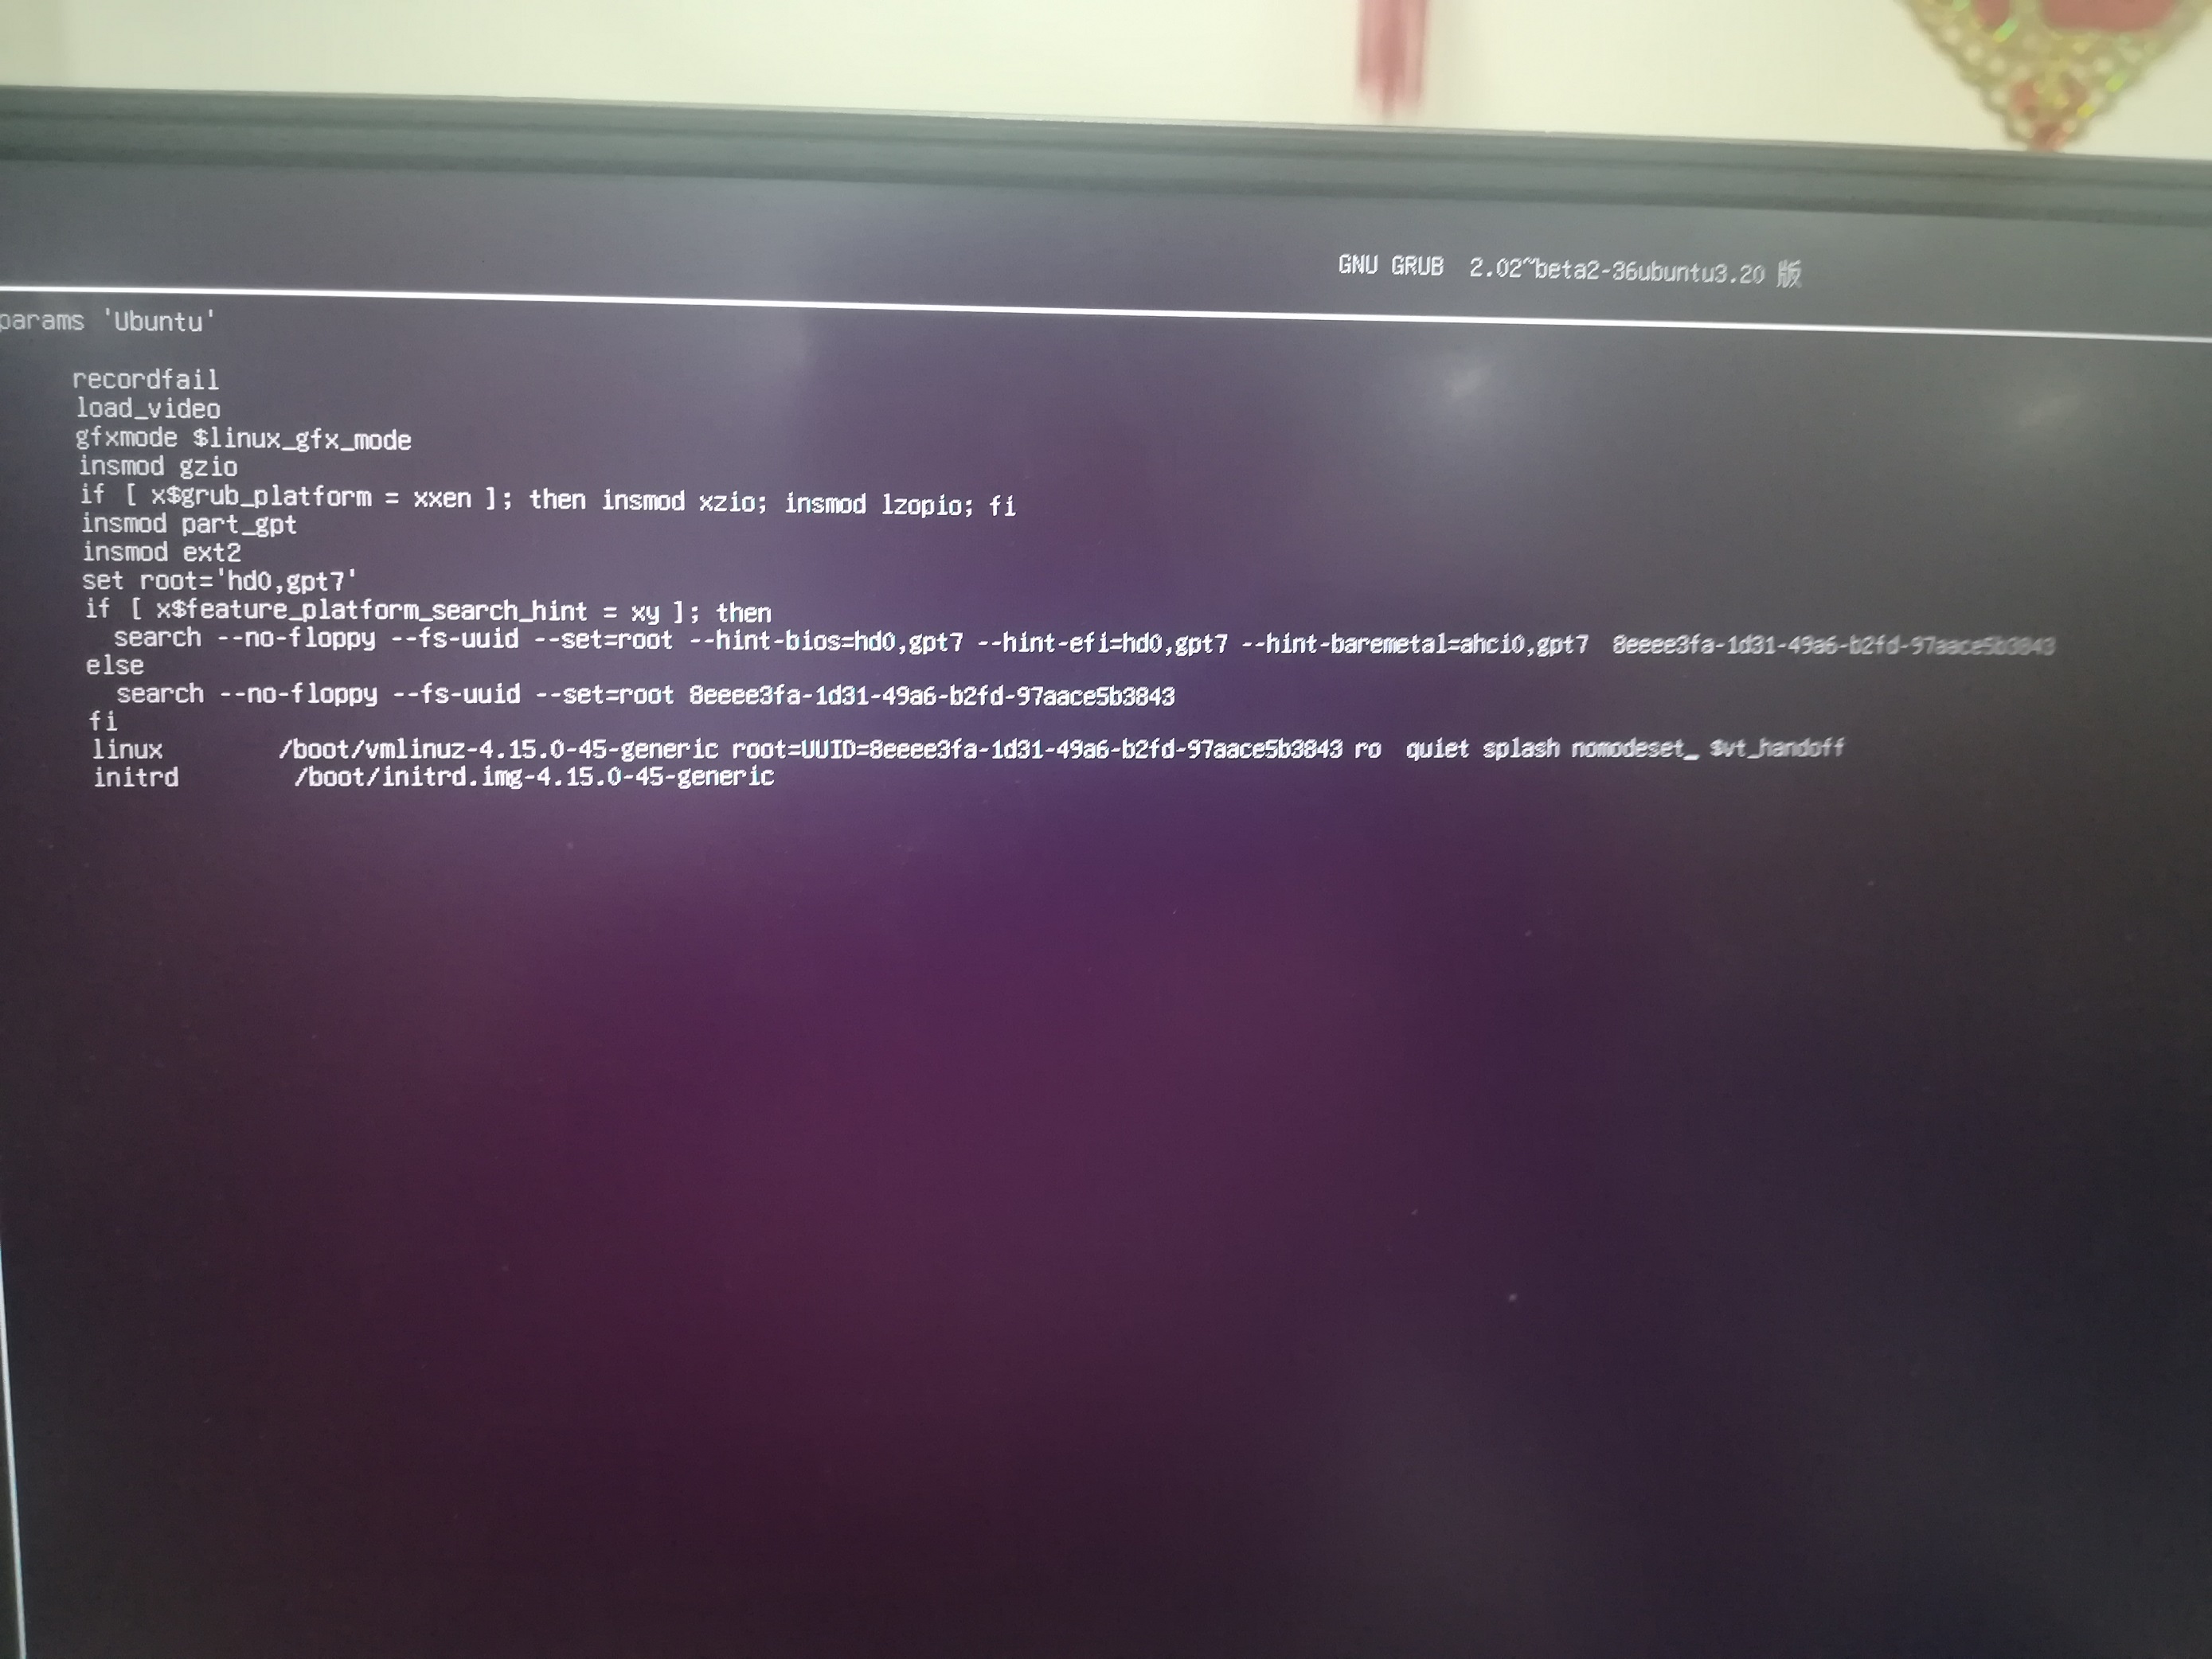 GNU GRUB  2.02~beta2-36ubuntu3.20 版
params 'Ubuntu'
recordfail
load_video
gfxmode $linux_gfx_mode
insmod gzio
if [ x$grub_platform = xxen ]; then insmod xzio; insmod lzopio; fi
insmod part_gpt
insmod ext2
set root='hd0,gpt7'
if [ x$feature_platform_search_hint = xy ]; then
search --no-floppy --fs-uuid --set=root --hint-bios=hd0,gpt7 --hint-efi=hd0,gpt7 --hint-baremetal=ahci0,gpt7  8eeee3fa-1d31-49a6-b2fd-97aace5b3843
else
search --no-floppy --fs-uuid --set=root 8eeee3fa-1d31-49a6-b2fd-97aace5b3843
fi
linux        /boot/vmlinuz-4.15.0-45-generic root=UUID=8eeee3fa-1d31-49a6-b2fd-97aace5b3843 ro  quiet splash nomodeset_ $vt_handoff
initrd        /boot/initrd.img-4.15.0-45-generic